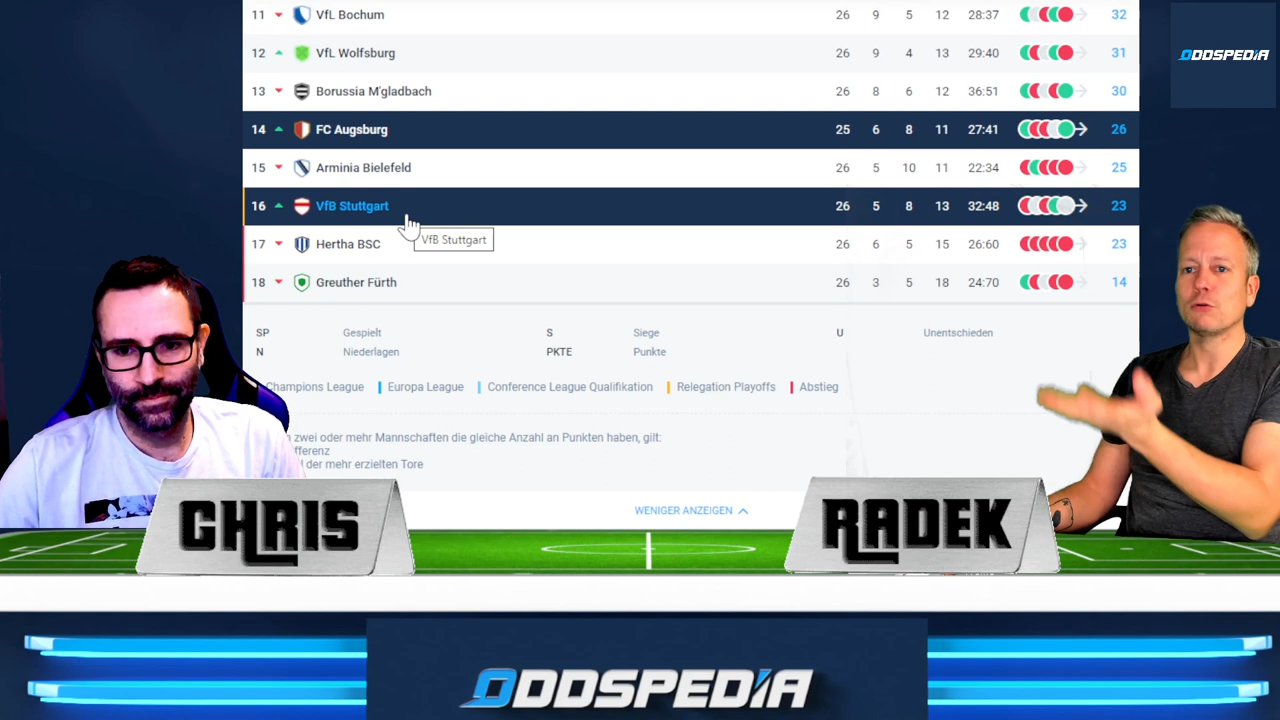 11 VfL Bochum 26 9 5 12 28:37 32
ODDSPEDIA
12 VfL Wolfsburg 26 9 4 13 29:40 31
13 Borussia M'gladbach 26 8 6 12 36:51 30
14 FC Augsburg 25 6 8 11 27:41 26
15 Arminia Bielefeld 26 5 10 11 22:34 25
16 VfB Stuttgart 26 5 8 13 32:48 23
VfB Stuttgart
17 Hertha BSC 26 6 5 15 26:60 23
18 Greuther Fürth 26 3 5 18 24:70 14
SP Gespielt S Siege U Unentschieden
N Niederlagen PKTE Punkte
Champions League Europa League Conference League Qualifikation Relegation Playoffs Abstieg
zwei oder mehr Mannschaften die gleiche Anzahl an Punkten haben, gilt:
fferenz
der mehr erzielten Tore
WENIGER ANZEIGEN
CHRIS
RADEK
ODDSPEDIA